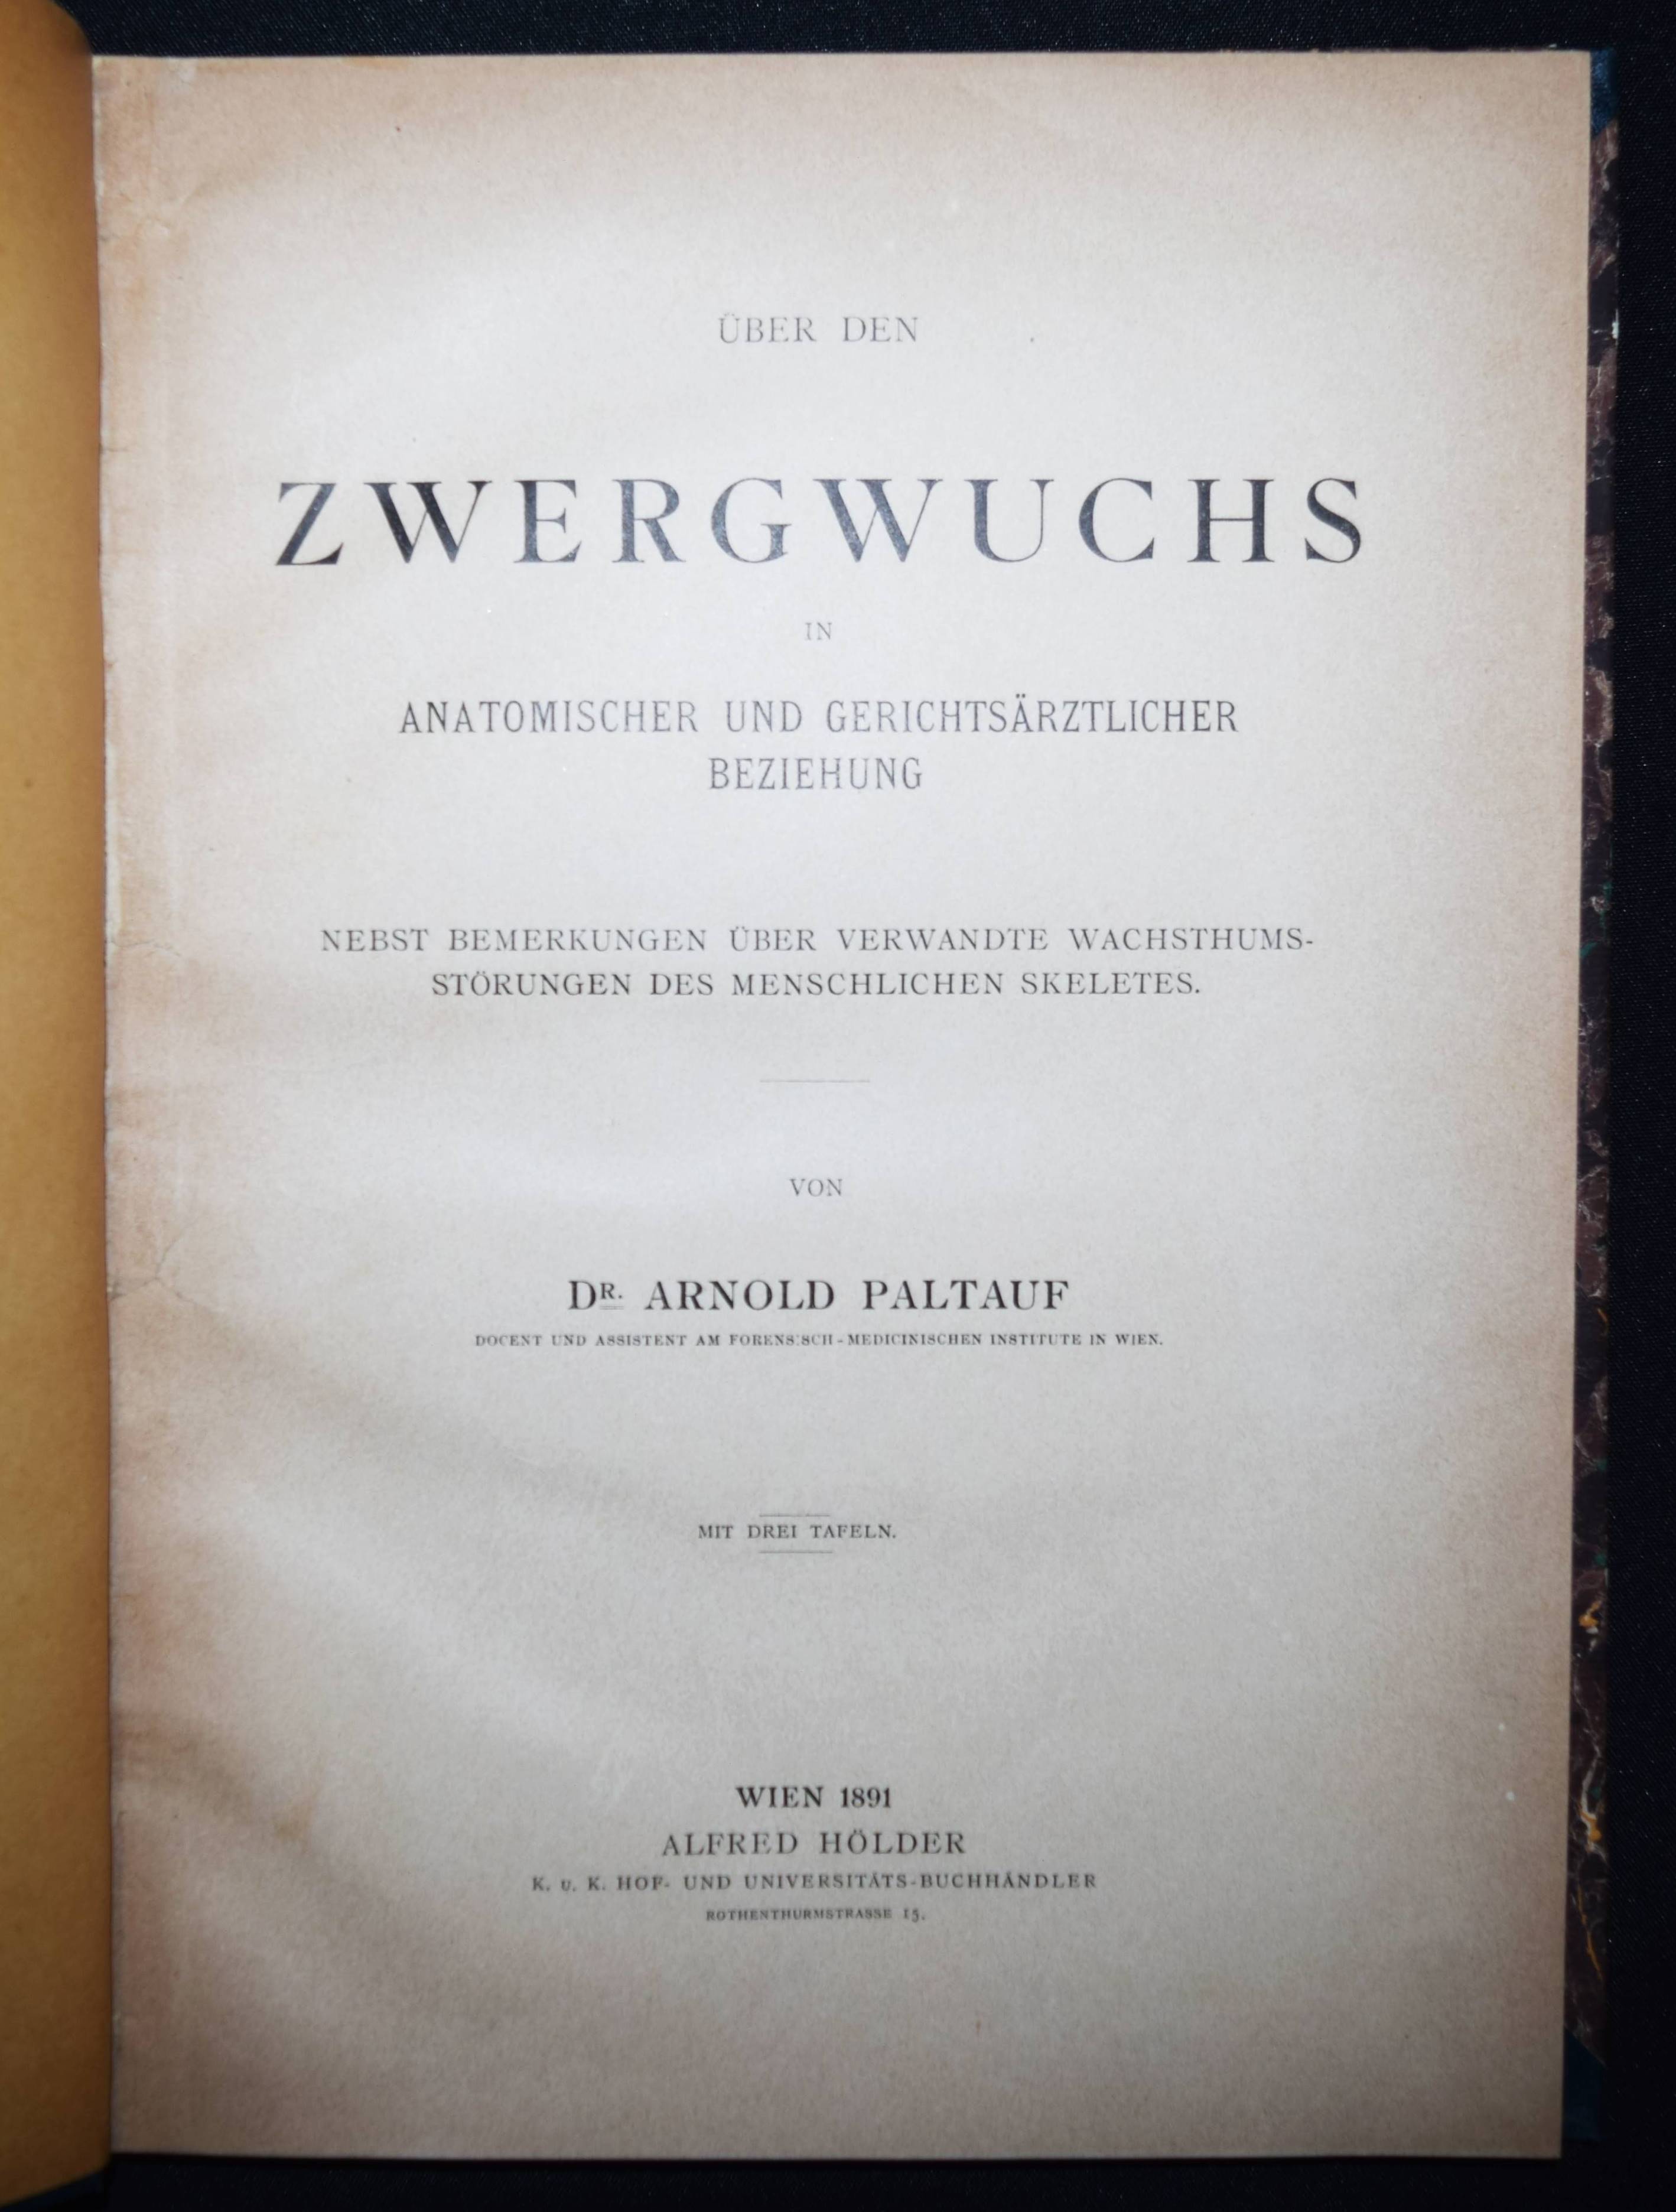 ÜBER DEN
ZWERGWUCHS
IN
ANATOMISCHER UND GERICHTSÄRZTLICHER
BEZIEHUNG
NEBST BEMERKUNGEN ÜBER VERWANDTE WACHSTHUMS-
STÖRUNGEN DES MENSCHLICHEN SKELETES.
VON
DR. ARNOLD PALTAUF
DOCENT UND ASSISTENT AM FORENSISCH-MEDICINISCHEN INSTITUTE IN WIEN.
MIT DREI TAFELN.
WIEN 1891
ALFRED HÖLDER
K. U. K. HOF- UND UNIVERSITÄTS-BUCHHÄNDLER
ROTHENTHURMSTRASSE 15.